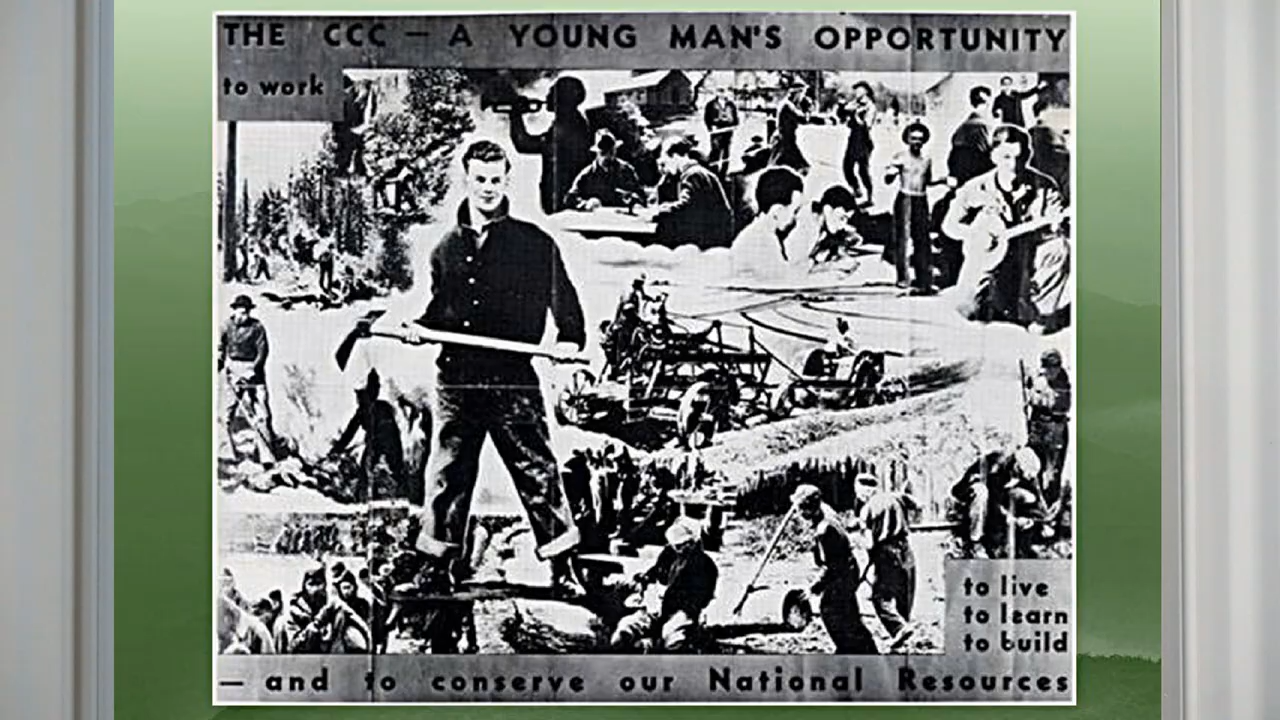 THE CCC — A YOUNG MAN'S OPPORTUNITY
to work
to live
to learn
to build
— and to conserve our National Resources